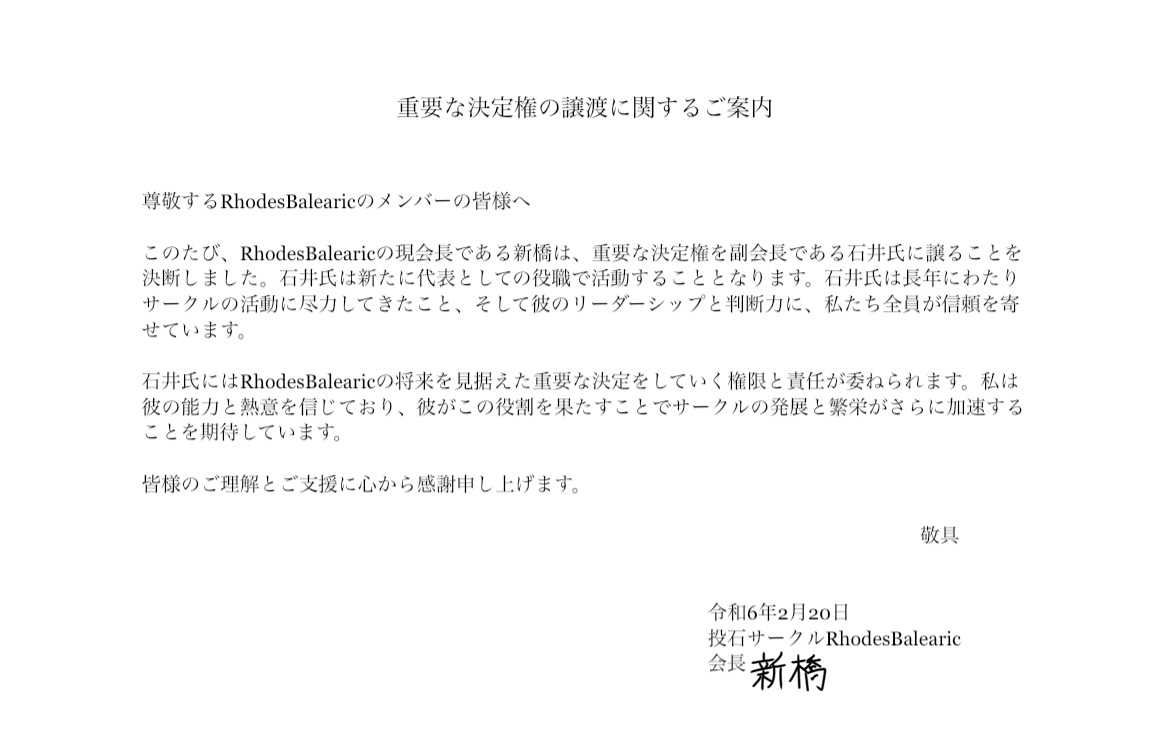 重要な決定権の譲渡に関するご案内
尊敬するRhodesBalearicのメンバーの皆様へ
このたび、RhodesBalearicの現会長である新橋は、重要な決定権を副会長である石井氏に譲ることを
決断しました。石井氏は新たに代表としての役職で活動することとなります。石井氏は長年にわたり
サークルの活動に尽力してきたこと、そして彼のリーダーシップと判断力に、私たち全員が信頼を寄
せています。
石井氏にはRhodesBalearicの将来を見据えた重要な決定をしていく権限と責任が委ねられます。私は
彼の能力と熱意を信じており、彼がこの役割を果たすことでサークルの発展と繁栄がさらに加速する
ことを期待しています。
皆様のご理解とご支援に心から感謝申し上げます。
敬具
令和6年2月20日
投石サークルRhodesBalearic
会長 新橋